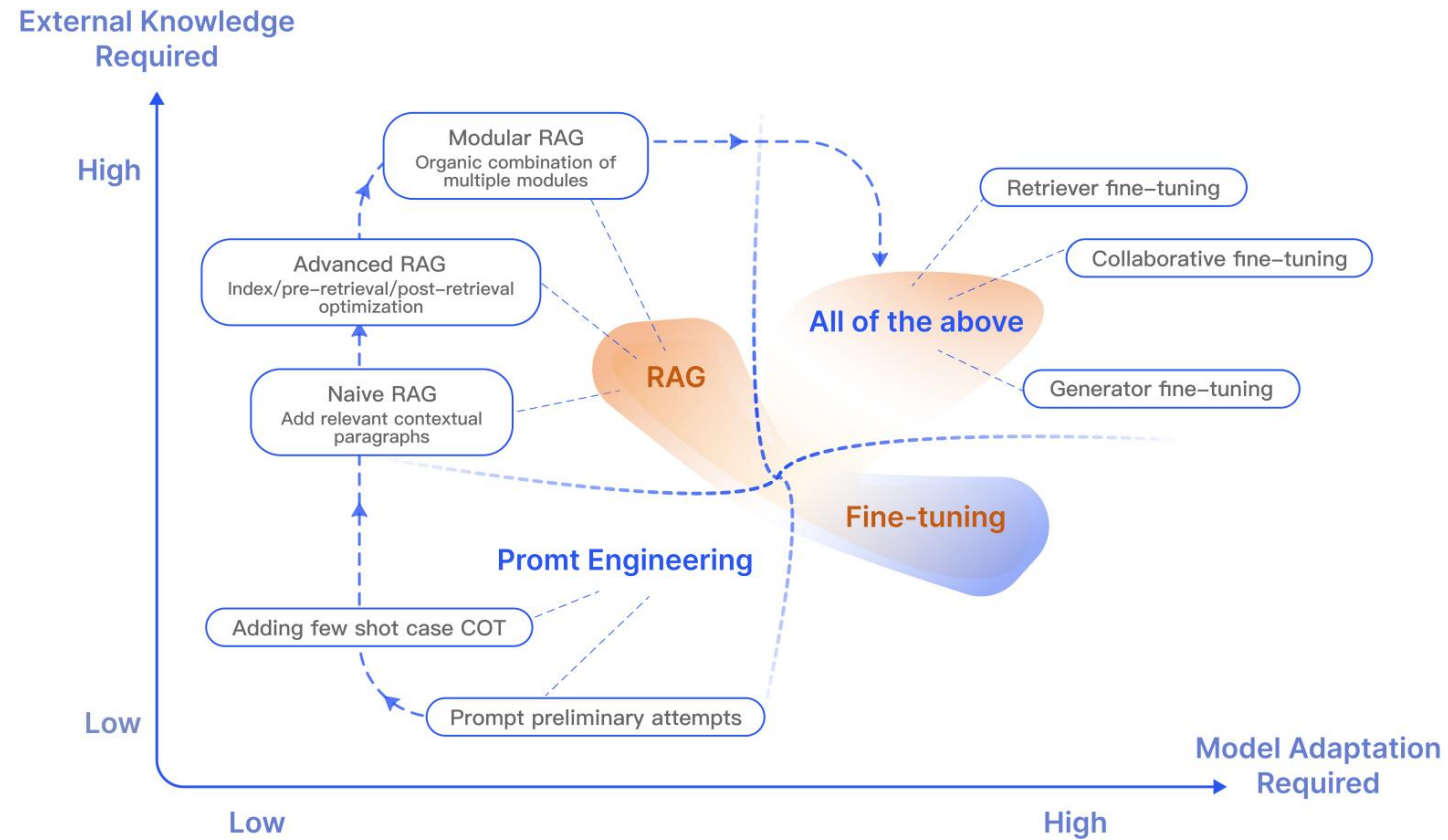 External Knowledge
Required
High
Modular RAG
Organic combination of
multiple modules
Retriever fine-tuning
Advanced RAG
Index/pre-retrieval/post-retrieval
optimization
Collaborative fine-tuning
All of the above
RAG
Naive RAG
Add relevant contextual
paragraphs
Generator fine-tuning
Fine-tuning
Promt Engineering
Adding few shot case COT
Prompt preliminary attempts
Low
Model Adaptation
Required
Low
High